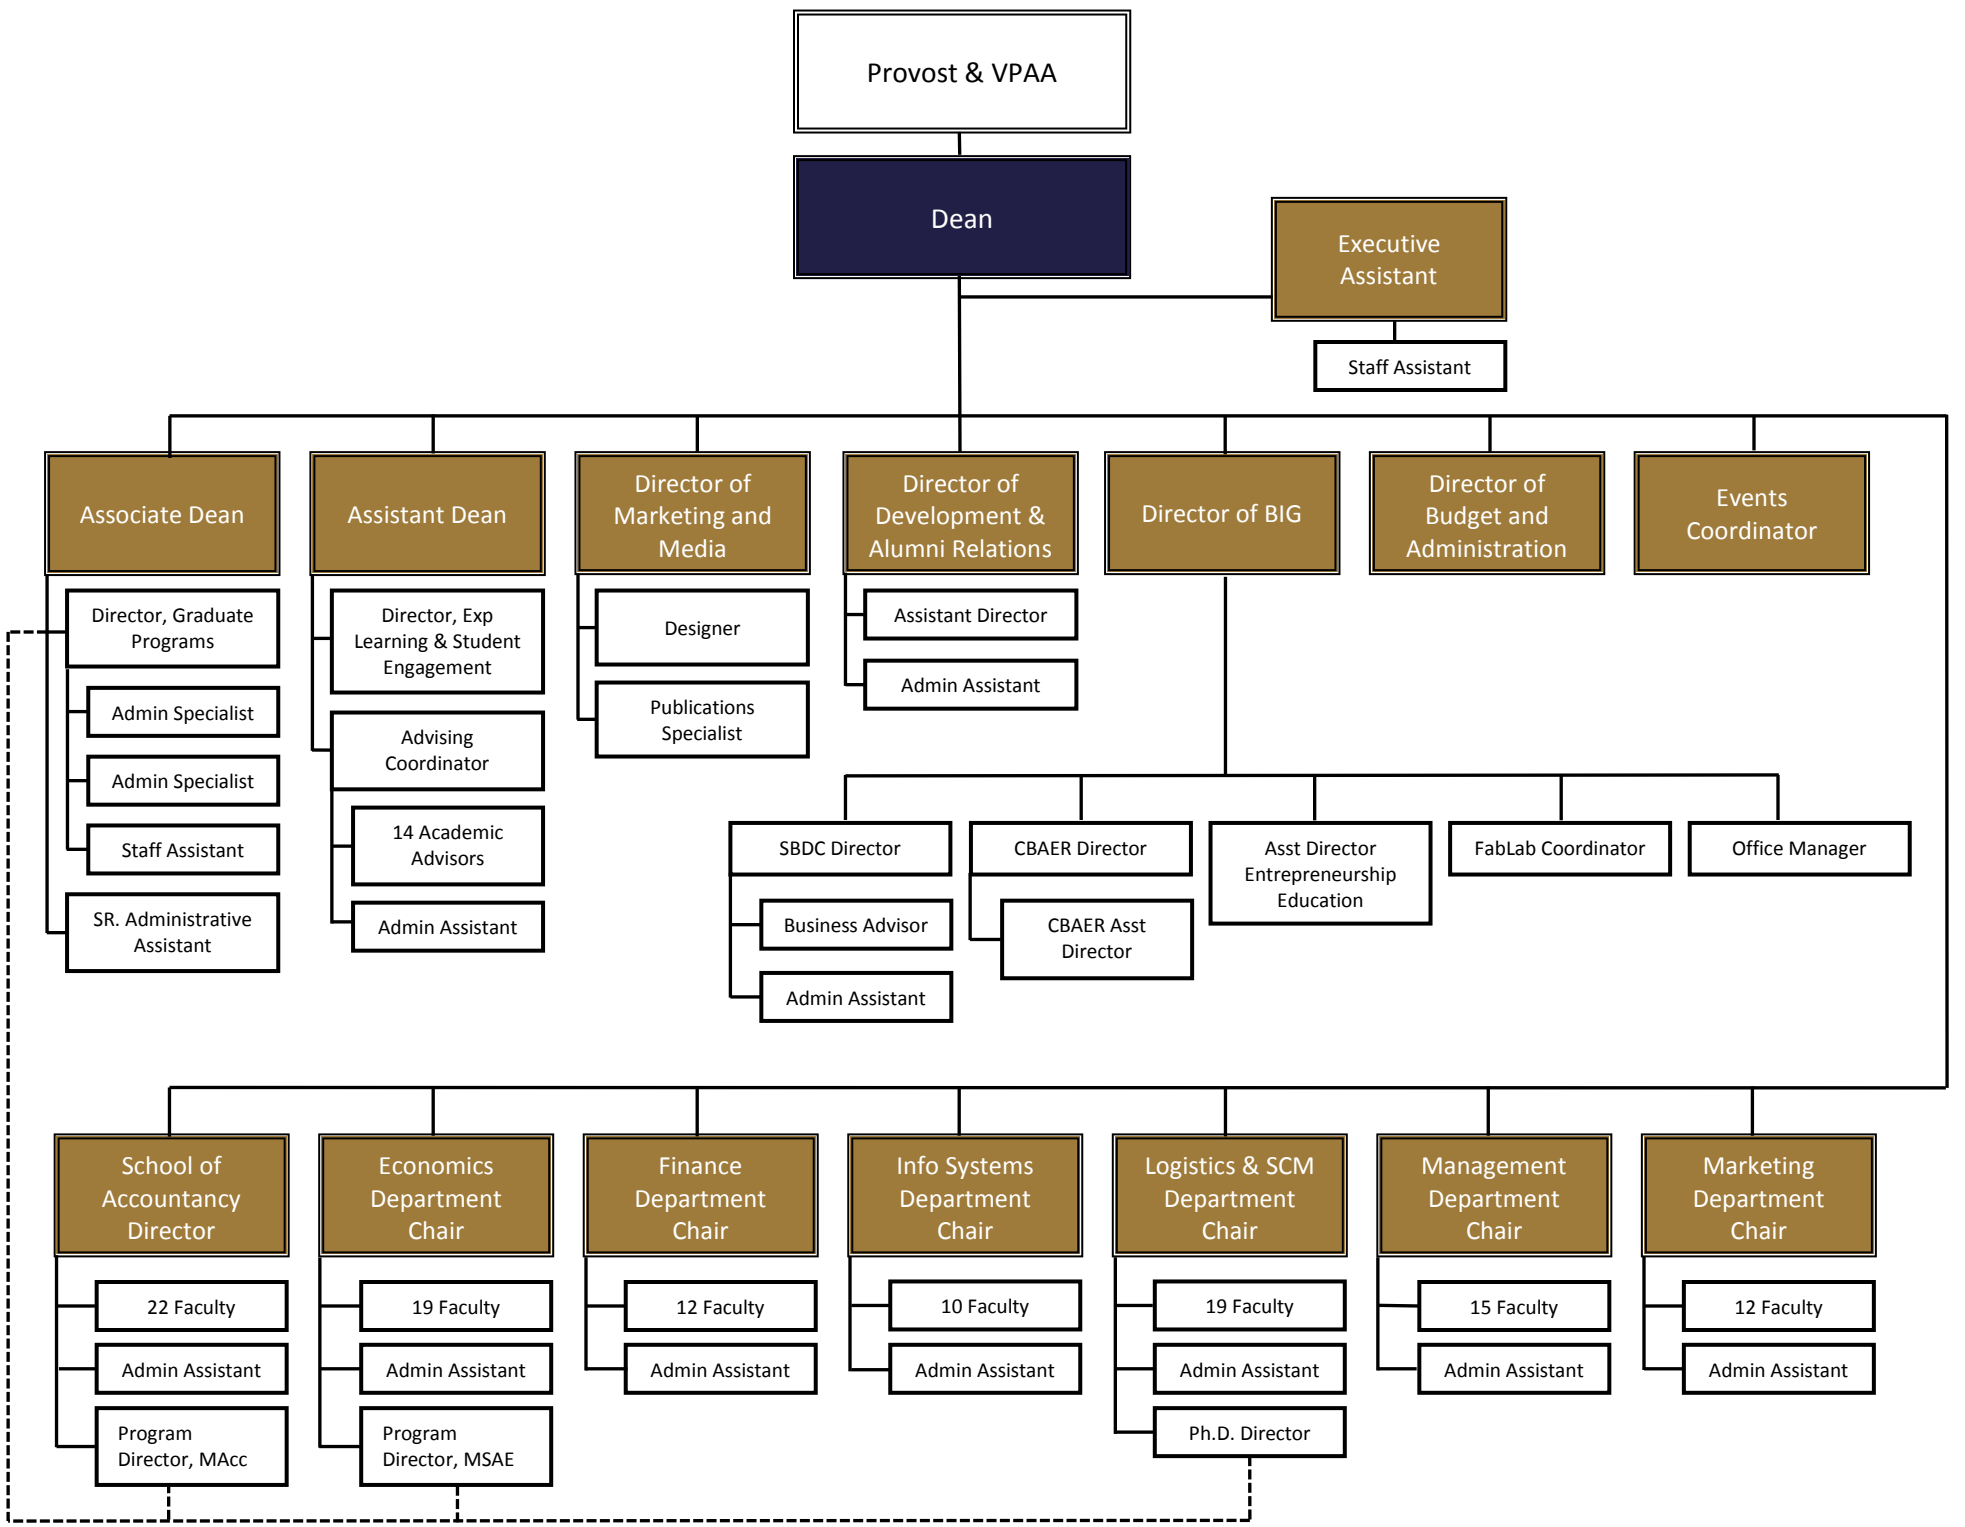 Provost & VPAA
Dean
Executive
Assistant
Staff Assistant
Associate Dean
Assistant Dean
Director of
Marketing and
Media
Director of
Development &
Alumni Relations
Director of BIG
Director of
Budget and
Administration
Events
Coordinator
Director, Graduate
Programs
Admin Specialist
Admin Specialist
Staff Assistant
SR. Administrative
Assistant
Director, Exp
Learning & Student
Engagement
Advising
Coordinator
14 Academic
Advisors
Admin Assistant
Designer
Publications
Specialist
Assistant Director
Admin Assistant
SBDC Director
Business Advisor
Admin Assistant
CBAER Director
CBAER Asst
Director
Asst Director
Entrepreneurship
Education
FabLab Coordinator
Office Manager
School of
Accountancy
Director
22 Faculty
Admin Assistant
Program
Director, MAcc
Economics
Department
Chair
19 Faculty
Admin Assistant
Program
Director, MSAE
Finance
Department
Chair
12 Faculty
Admin Assistant
Info Systems
Department
Chair
10 Faculty
Admin Assistant
Logistics & SCM
Department
Chair
19 Faculty
Admin Assistant
Ph.D. Director
Management
Department
Chair
15 Faculty
Admin Assistant
Marketing
Department
Chair
12 Faculty
Admin Assistant